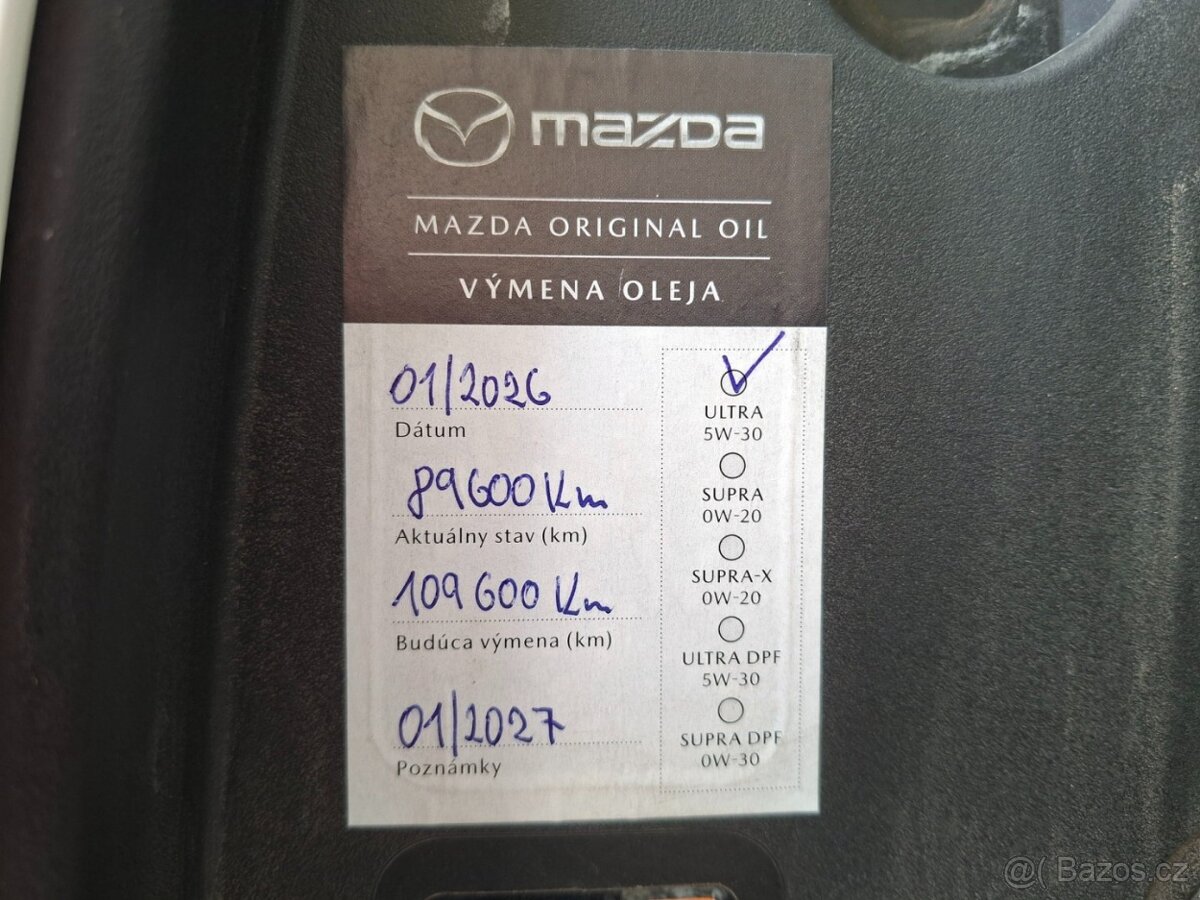 mazda
MAZDA ORIGINAL OIL
VÝMENA OLEJA
01/2026
Dátum
89600 Km
Aktuálny stav (km)
109 600 Km
Budúca výmena (km)
01/2027
Poznámky
ULTRA
5W-30
SUPRA
0W-20
SUPRA-X
0W-20
ULTRA DPF
5W-30
SUPRA DPF
0W-30
@( Bazos.cz